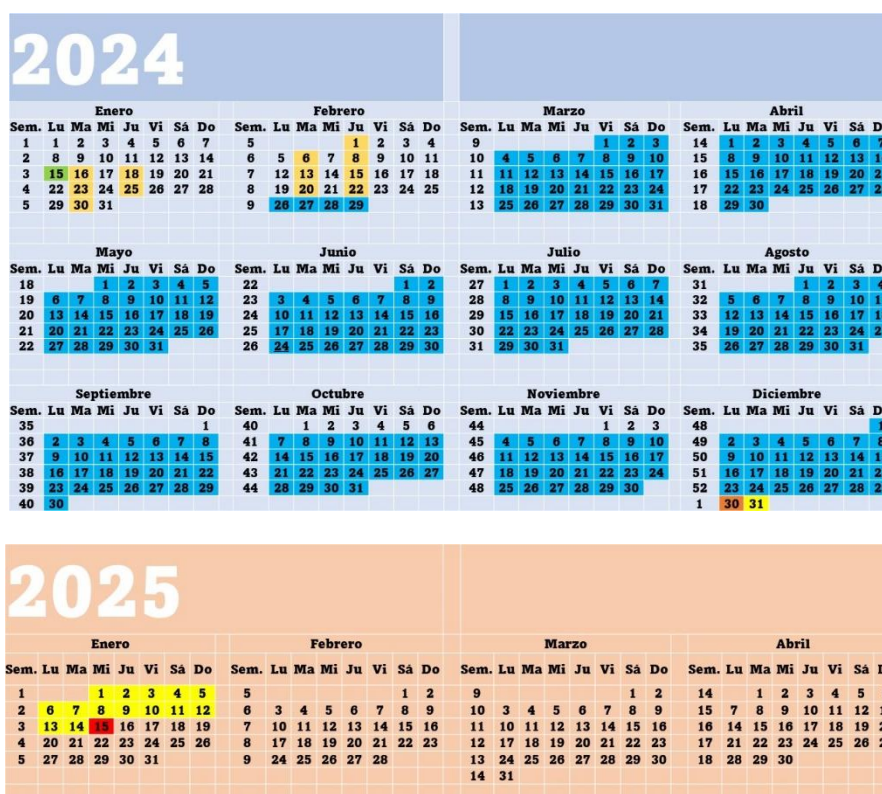 2024
Enero Febrero Marzo Abril
Sem. Lu Ma Mi Ju Vi Sá Do Sem. Lu Ma Mi Ju Vi Sá Do Sem. Lu Ma Mi Ju Vi Sá Do Sem. Lu Ma Mi Ju Vi Sá
1 1 2 3 4 5 6 7 5 1 2 3 4 9 1 2 3 14 1 2 3 4 5 6
2 8 9 10 11 12 13 14 6 5 6 7 8 9 10 11 10 4 5 6 7 8 9 10 15 8 9 10 11 12 13
3 15 16 17 18 19 20 21 7 12 13 14 15 16 17 18 11 11 12 13 14 15 16 17 16 15 16 17 18 19 20
4 22 23 24 25 26 27 28 8 19 20 21 22 23 24 25 12 18 19 20 21 22 23 24 17 22 23 24 25 26 27
5 29 30 31 9 26 27 28 29 13 25 26 27 28 29 30 31 18 29 30
Mayo Junio Julio Agosto
Sem. Lu Ma Mi Ju Vi Sá Do Sem. Lu Ma Mi Ju Vi Sá Do Sem. Lu Ma Mi Ju Vi Sá Do Sem. Lu Ma Mi Ju Vi Sá
18 1 2 3 4 5 22 1 2 27 1 2 3 4 5 6 7 31 1 2 3
19 6 7 8 9 10 11 12 23 3 4 5 6 7 8 9 28 8 9 10 11 12 13 14 32 5 6 7 8 9 10
20 13 14 15 16 17 18 19 24 10 11 12 13 14 15 16 29 15 16 17 18 19 20 21 33 12 13 14 15 16 17
21 20 21 22 23 24 25 26 25 17 18 19 20 21 22 23 30 22 23 24 25 26 27 28 34 19 20 21 22 23 24
22 27 28 29 30 31 26 24 25 26 27 28 29 30 31 29 30 31 35 26 27 28 29 30 31
Septiembre Octubre Noviembre Diciembre
Sem. Lu Ma Mi Ju Vi Sá Do Sem. Lu Ma Mi Ju Vi Sá Do Sem. Lu Ma Mi Ju Vi Sá Do Sem. Lu Ma Mi Ju Vi Sá
35 1 40 1 2 3 4 5 6 44 1 2 3 48
36 2 3 4 5 6 7 8 41 7 8 9 10 11 12 13 45 4 5 6 7 8 9 10 49 2 3 4 5 6 7
37 9 10 11 12 13 14 15 42 14 15 16 17 18 19 20 46 11 12 13 14 15 16 17 50 9 10 11 12 13 14
38 16 17 18 19 20 21 22 43 21 22 23 24 25 26 27 47 18 19 20 21 22 23 24 51 16 17 18 19 20 21
39 23 24 25 26 27 28 29 44 28 29 30 31 48 25 26 27 28 29 30 52 23 24 25 26 27 28
40 30 1 30 31
2025
Enero Febrero Marzo Abril
Sem. Lu Ma Mi Ju Vi Sá Do Sem. Lu Ma Mi Ju Vi Sá Do Sem. Lu Ma Mi Ju Vi Sá Do Sem. Lu Ma Mi Ju Vi Sá
1 1 2 3 4 5 5 1 2 9 1 2 14 1 2 3 4 5
2 6 7 8 9 10 11 12 6 3 4 5 6 7 8 9 10 3 4 5 6 7 8 9 15 7 8 9 10 11 12
3 13 14 15 16 17 18 19 7 10 11 12 13 14 15 16 11 10 11 12 13 14 15 16 16 14 15 16 17 18 19
4 20 21 22 23 24 25 26 8 17 18 19 20 21 22 23 12 17 18 19 20 21 22 23 17 21 22 23 24 25 26
5 27 28 29 30 31 9 24 25 26 27 28 13 24 25 26 27 28 29 30 18 28 29 30
14 31